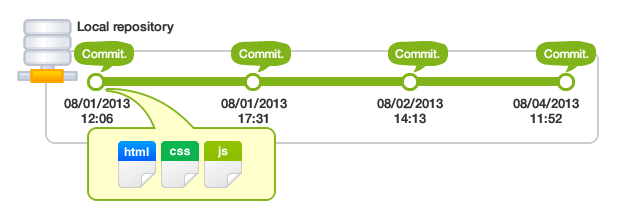 Local repository
Commit. Commit. Commit. Commit.
08/01/2013 08/01/2013 08/02/2013 08/04/2013
12:06 17:31 14:13 11:52
html css js